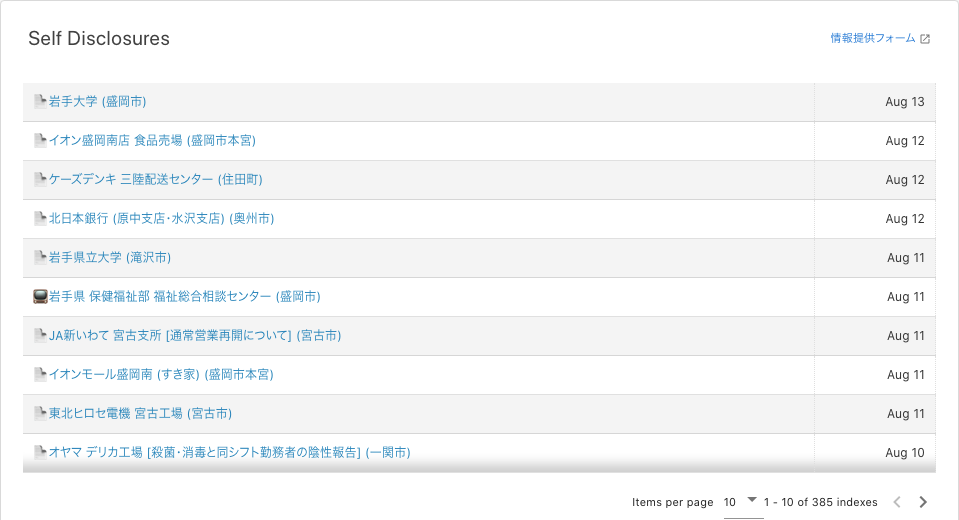 Self Disclosures
情報提供フォーム
岩手大学 (盛岡市) Aug 13
イオン盛岡南店 食品売場 (盛岡市本宮) Aug 12
ケーズデンキ 三陸配送センター (住田町) Aug 12
北日本銀行 (原中支店・水沢支店) (奥州市) Aug 12
岩手県立大学 (滝沢市) Aug 11
岩手県 保健福祉部 福祉総合相談センター (盛岡市) Aug 11
JA新いわて 宮古支所 [通常営業再開について] (宮古市) Aug 11
イオンモール盛岡南 (すき家) (盛岡市本宮) Aug 11
東北ヒロセ電機 宮古工場 (宮古市) Aug 11
オヤマ デリカ工場 [殺菌・消毒と同シフト勤務者の陰性報告] (一関市) Aug 10
Items per page 10 1 - 10 of 385 indexes